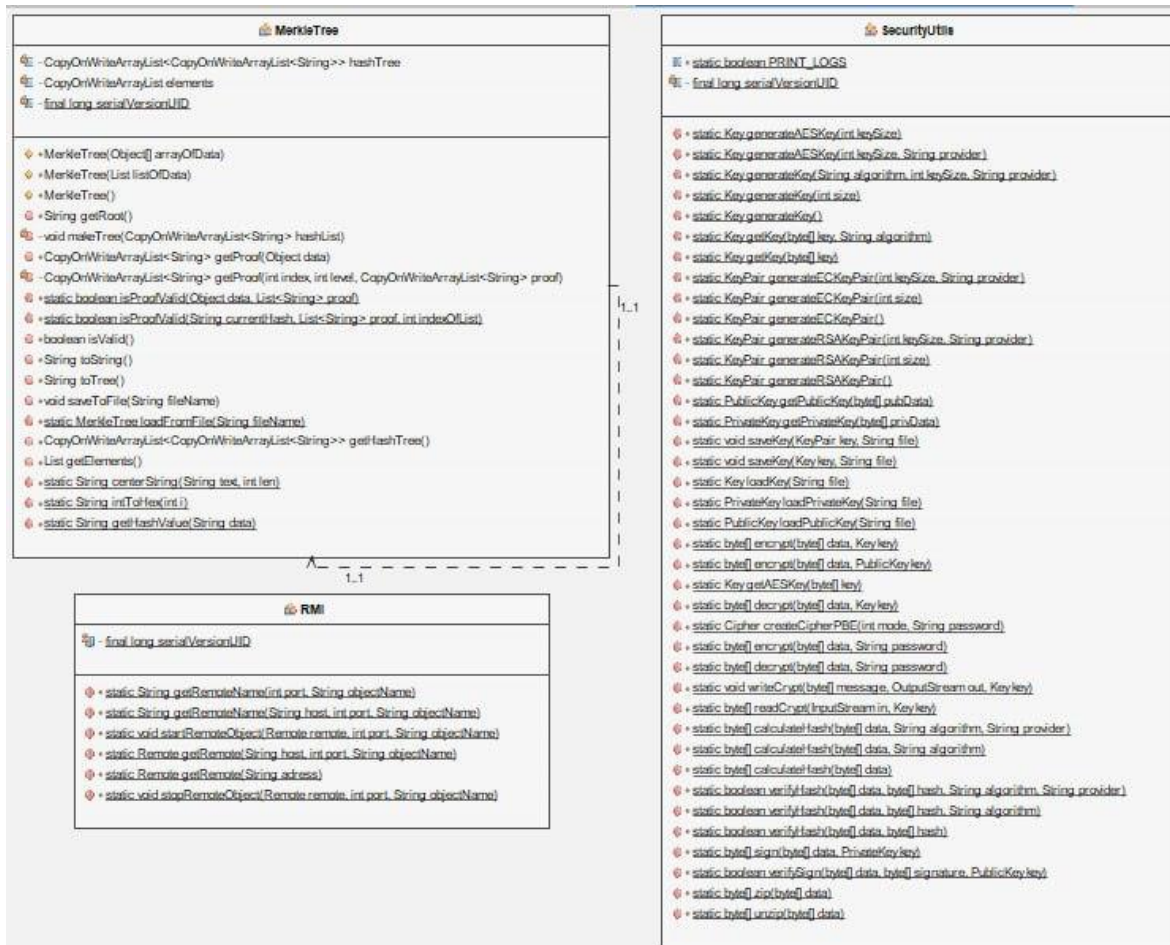 MerkleTree
- CopyOnWriteArrayList<CopyOnWriteArrayList<String>> hashTree
- CopyOnWriteArrayList elements
- final long serialVersionUID
+MerkleTree(Object[] arrayOfData)
+MerkleTree(List listOfData)
+MerkleTree()
+String getRoot()
-void makeTree(CopyOnWriteArrayList<String> hashList)
+CopyOnWriteArrayList<String> getProof(Object data)
-CopyOnWriteArrayList<String> getProof(int index, int level, CopyOnWriteArrayList<String> proof)
+static boolean isProofValid(Object data, List<String> proof)
+static boolean isProofValid(String currentHash, List<String> proof, int indexOfList)
+boolean isValid()
+String toString()
+String toTree()
+void saveToFile(String fileName)
+static MerkleTree loadFromFile(String fileName)
+CopyOnWriteArrayList<CopyOnWriteArrayList<String>> getHashTree()
+List getElements()
+static String centerString(String text, int len)
+static String intToHex(int i)
+static String getHashValue(String data)
1..1
1..1
RMI
- final long serialVersionUID
+ static String getRemoteName(int port, String objectName)
+ static String getRemoteName(String host, int port, String objectName)
+ static void startRemoteObject(Remote remote, int port, String objectName)
+ static Remote getRemote(String host, int port, String objectName)
+ static Remote getRemote(String adress)
+ static void stopRemoteObject(Remote remote, int port, String objectName)
SecurityUtils
+ static boolean PRINT_LOGS
- final long serialVersionUID
+ static Key generateAESKey(int keySize)
+ static Key generateAESKey(int keySize, String provider)
+ static Key generateKey(String algorithm, int keySize, String provider)
+ static Key generateKey(int size)
+ static Key generateKey()
+ static Key getKey(byte[] key, String algorithm)
+ static Key getKey(byte[] key)
+ static KeyPair generateECKeyPair(int keySize, String provider)
+ static KeyPair generateECKeyPair(int size)
+ static KeyPair generateECKeyPair()
+ static KeyPair generateRSAKeyPair(int keySize, String provider)
+ static KeyPair generateRSAKeyPair(int size)
+ static KeyPair generateRSAKeyPair()
+ static PublicKey getPublicKey(byte[] pubData)
+ static PrivateKey getPrivateKey(byte[] privData)
+ static void saveKey(KeyPair key, String file)
+ static void saveKey(Key key, String file)
+ static Key loadKey(String file)
+ static PrivateKey loadPrivateKey(String file)
+ static PublicKey loadPublicKey(String file)
+ static byte[] encrypt(byte[] data, Key key)
+ static byte[] encrypt(byte[] data, PublicKey key)
+ static Key getAESKey(byte[] key)
+ static byte[] decrypt(byte[] data, Key key)
+ static Cipher createCipherPBE(int mode, String password)
+ static byte[] encrypt(byte[] data, String password)
+ static byte[] decrypt(byte[] data, String password)
+ static void writeCrypt(byte[] message, OutputStream out, Key key)
+ static byte[] readCrypt(InputStream in, Key key)
+ static byte[] calculateHash(byte[] data, String algorithm, String provider)
+ static byte[] calculateHash(byte[] data, String algorithm)
+ static byte[] calculateHash(byte[] data)
+ static boolean verifyHash(byte[] data, byte[] hash, String algorithm, String provider)
+ static boolean verifyHash(byte[] data, byte[] hash, String algorithm)
+ static boolean verifyHash(byte[] data, byte[] hash)
+ static byte[] sign(byte[] data, PrivateKey key)
+ static boolean verifySign(byte[] data, byte[] signature, PublicKey key)
+ static byte[] zip(byte[] data)
+ static byte[] unzip(byte[] data)